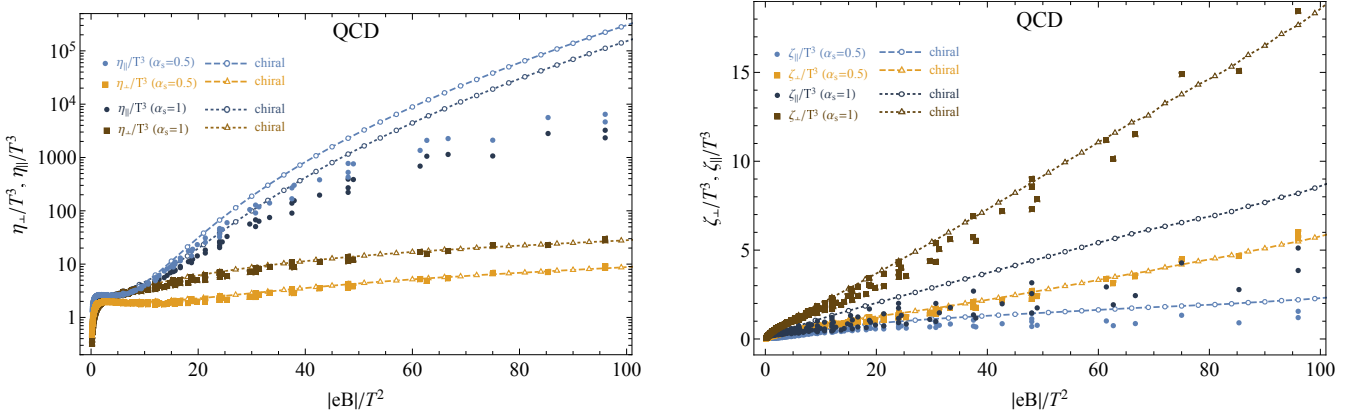 QCD
η∥/T³ (αₛ=0.5) chiral
η⊥/T³ (αₛ=0.5) chiral
η∥/T³ (αₛ=1) chiral
η⊥/T³ (αₛ=1) chiral
η⊥/T³, η∥/T³
10⁵
10⁴
1000
100
10
1
0 20 40 60 80 100
|eB|/T²
QCD
ζ∥/T³ (αₛ=0.5) chiral
ζ⊥/T³ (αₛ=0.5) chiral
ζ∥/T³ (αₛ=1) chiral
ζ⊥/T³ (αₛ=1) chiral
ζ⊥/T³, ζ∥/T³
15
10
5
0
0 20 40 60 80 100
|eB|/T²